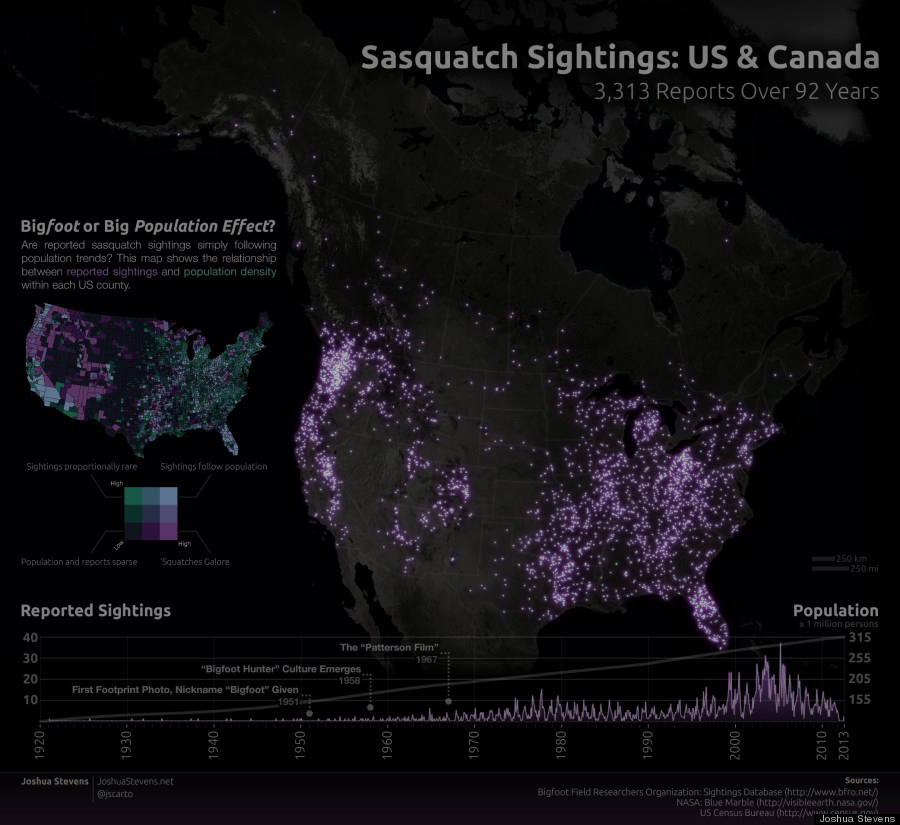 Sasquatch Sightings: US & Canada
3,313 Reports Over 92 Years
Bigfoot or Big Population Effect?
Are reported sasquatch sightings simply following
population trends? This map shows the relationship
between reported sightings and population density
within each US county.
Sightings proportionally rare
Sightings follow population
High
Low
High
Population and reports sparse
'Squatches Galore
250 km
250 mi
Reported Sightings
Population
x 1 million persons
40
30
20
10
315
255
205
155
The "Patterson Film"
1967
"Bigfoot Hunter" Culture Emerges
1958
First Footprint Photo, Nickname "Bigfoot" Given
1951
1920
1930
1940
1950
1960
1970
1980
1990
2000
2010
2013
Joshua Stevens
JoshuaStevens.net
@jscarto
Sources:
Bigfoot Field Researchers Organization: Sightings Database (http://www.bfro.net/)
NASA: Blue Marble (http://visibleearth.nasa.gov/)
US Census Bureau (http://www.census.gov)
Joshua Stevens